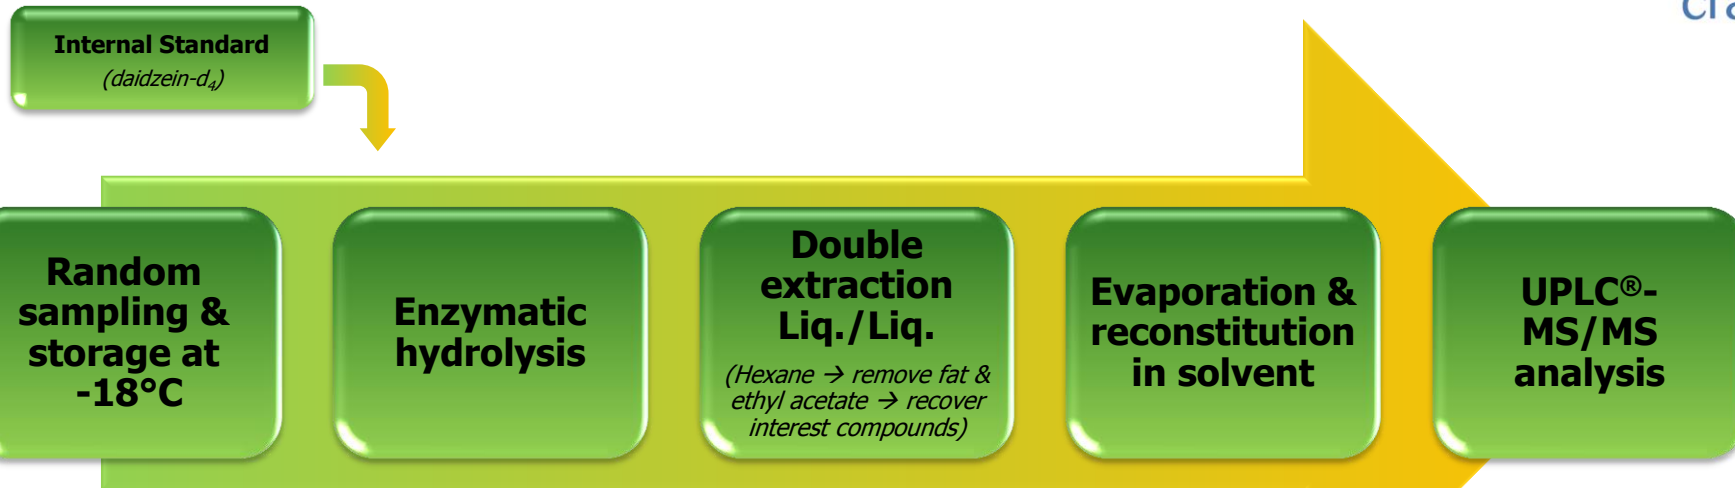 Internal Standard
(daidzein-d₄)
Random
sampling &
storage at
-18°C
Enzymatic
hydrolysis
Double
extraction
Liq./Liq.
(Hexane → remove fat &
ethyl acetate → recover
interest compounds)
Evaporation &
reconstitution
in solvent
UPLC®-
MS/MS
analysis